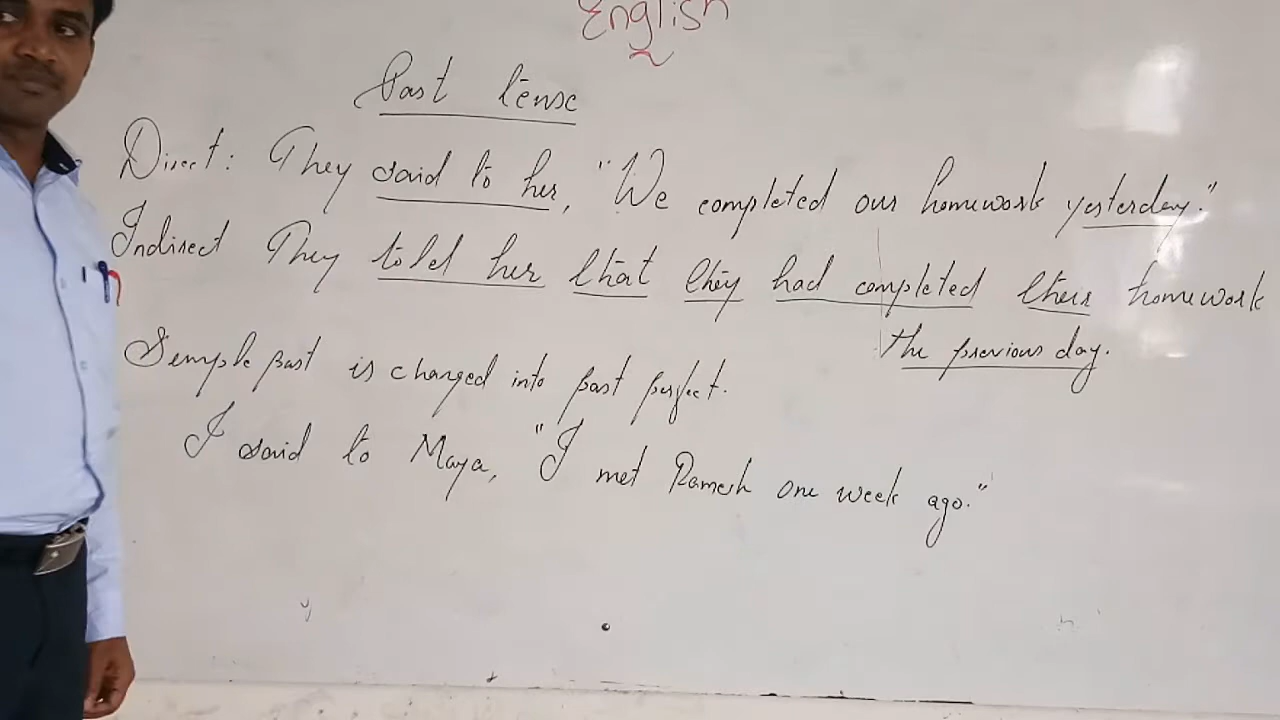 English
Past tense
Direct: They said to her, "We completed our homework yesterday."
Indirect They told her that they had completed their homework
the previous day.
Semple past is changed into past perfect.
I said to Maya, "I met Ramesh one week ago."